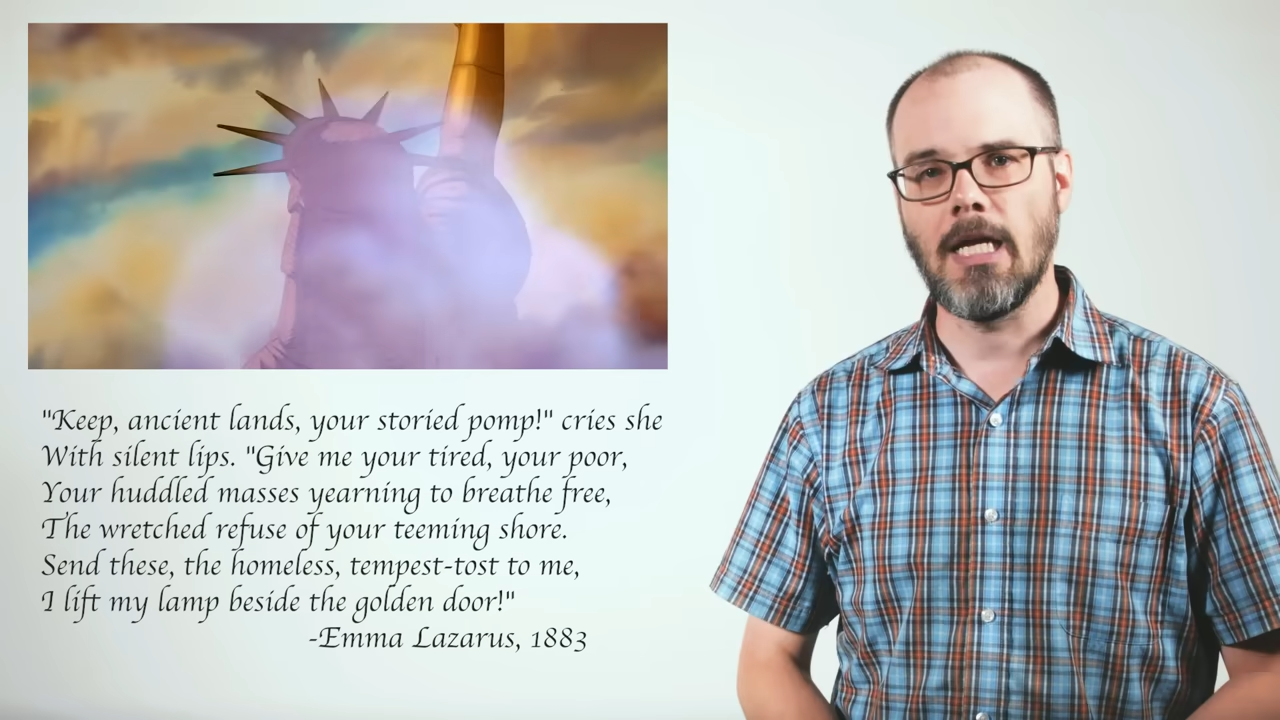 "Keep, ancient lands, your storied pomp!" cries she
With silent lips. "Give me your tired, your poor,
Your huddled masses yearning to breathe free,
The wretched refuse of your teeming shore.
Send these, the homeless, tempest-tost to me,
I lift my lamp beside the golden door!"
-Emma Lazarus, 1883